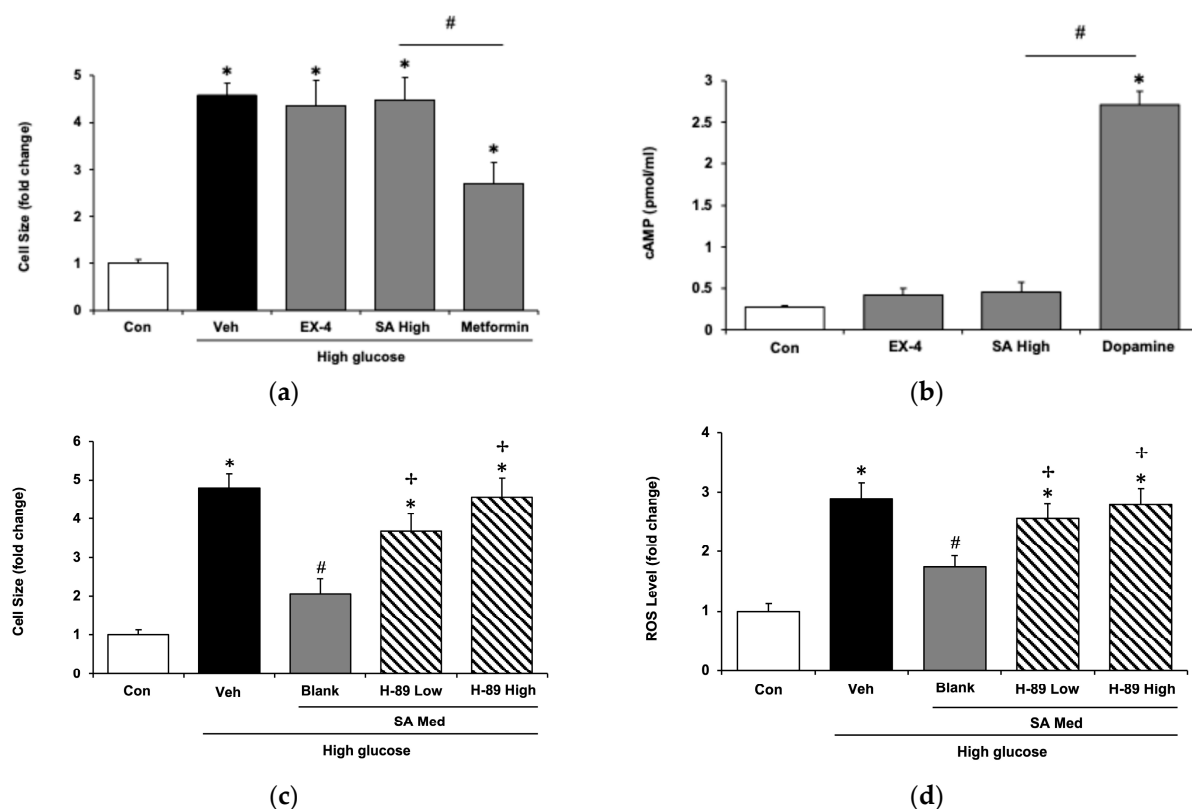 #
Cell Size (fold change)
5
4
3
2
1
0
* * * *
Con Veh EX-4 SA High Metformin
High glucose
(a)
#
cAMP (pmol/ml)
3
2.5
2
1.5
1
0.5
0
*
Con EX-4 SA High Dopamine
(b)
Cell Size (fold change)
6
5
4
3
2
1
0
* # ✢ * ✢ *
Con Veh Blank H-89 Low H-89 High
SA Med
High glucose
(c)
ROS Level (fold change)
4
3
2
1
0
* # ✢ * ✢ *
Con Veh Blank H-89 Low H-89 High
SA Med
High glucose
(d)